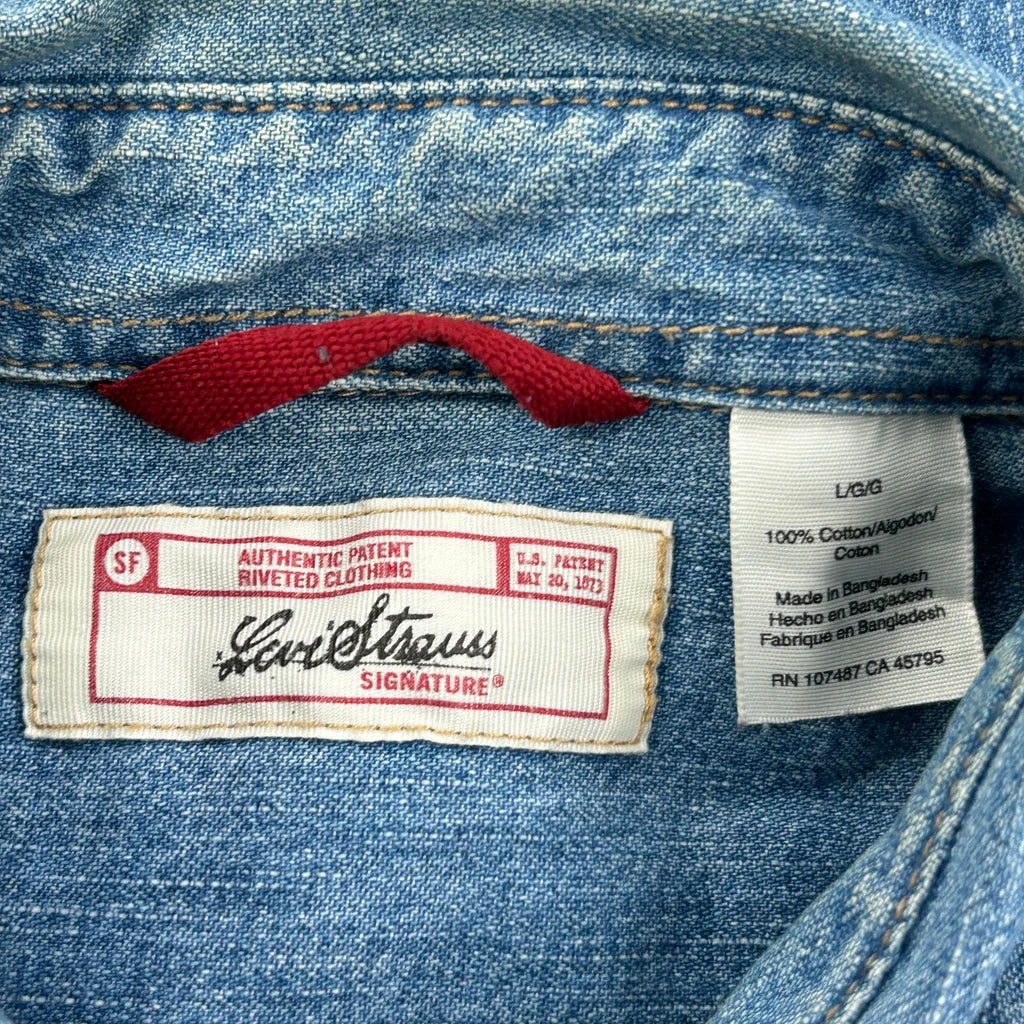 SF
AUTHENTIC PATENT
RIVETED CLOTHING
U.S. PATENT
MAY 20, 1873
x Levi Strauss
SIGNATURE®
L/G/G
100% Cotton/Algodon/
Coton
Made in Bangladesh
Hecho en Bangladesh
Fabrique en Bangladesh
RN 107487 CA 45795